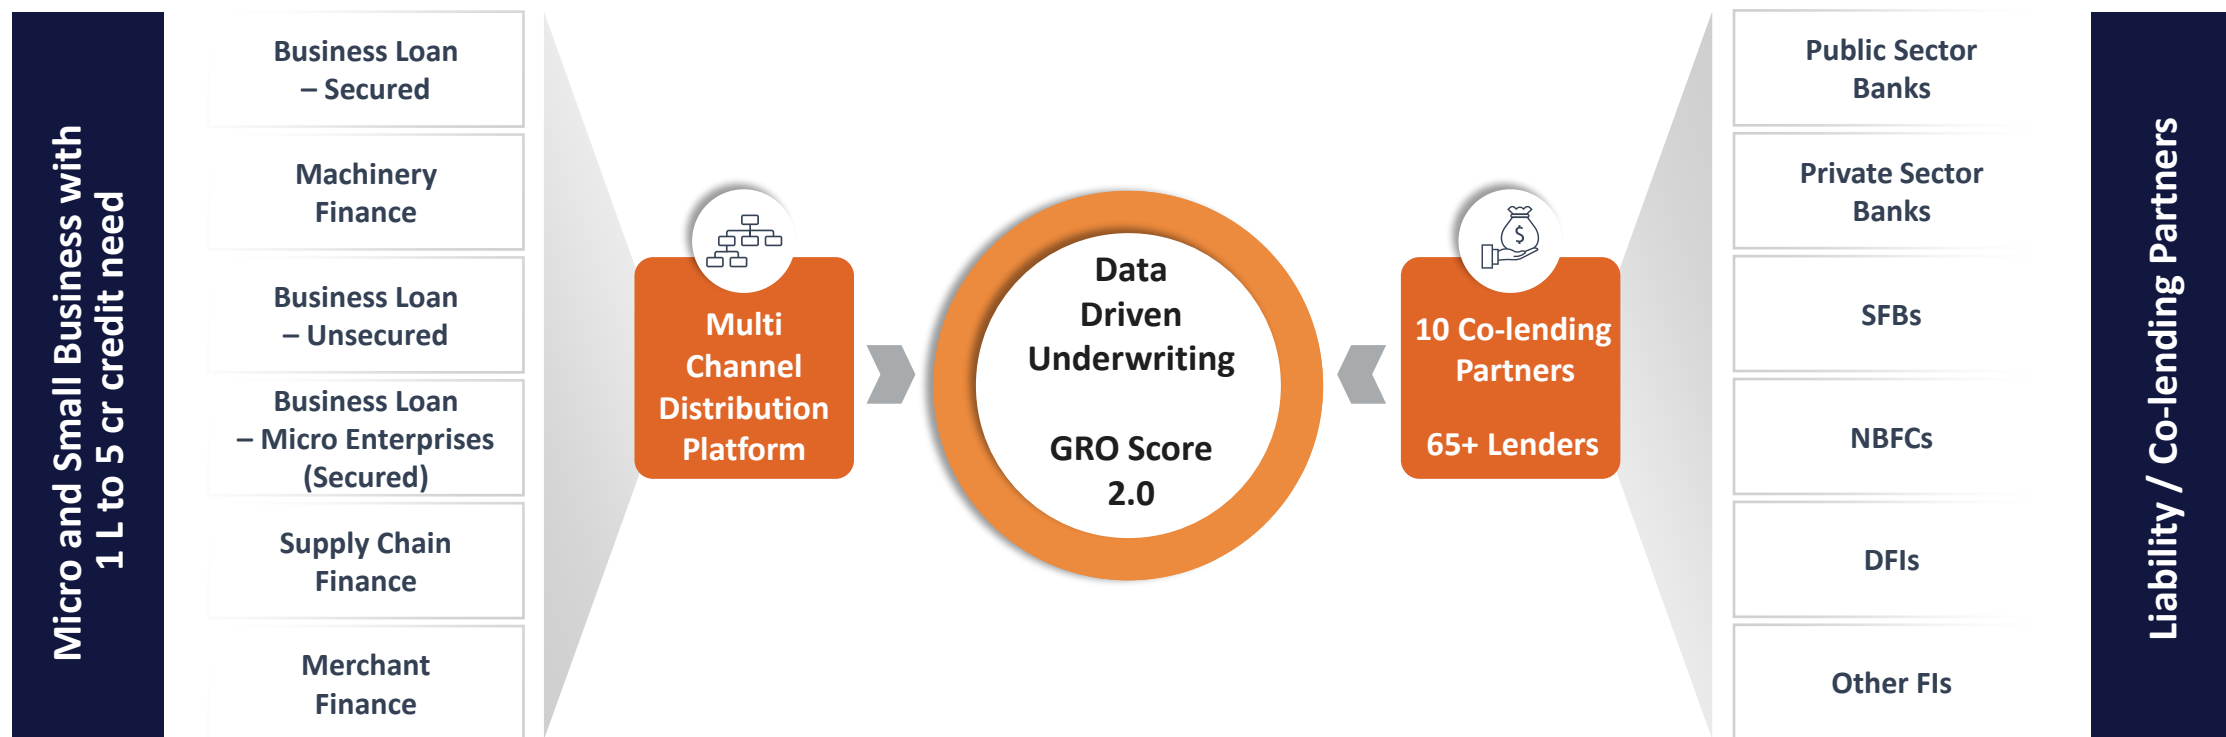 Micro and Small Business with
1 L to 5 cr credit need
Business Loan
– Secured
Machinery
Finance
Business Loan
– Unsecured
Business Loan
– Micro Enterprises
(Secured)
Supply Chain
Finance
Merchant
Finance
Multi
Channel
Distribution
Platform
Data
Driven
Underwriting
GRO Score
2.0
$
10 Co-lending
Partners
65+ Lenders
Public Sector
Banks
Private Sector
Banks
SFBs
NBFCs
DFIs
Other FIs
Liability / Co-lending Partners